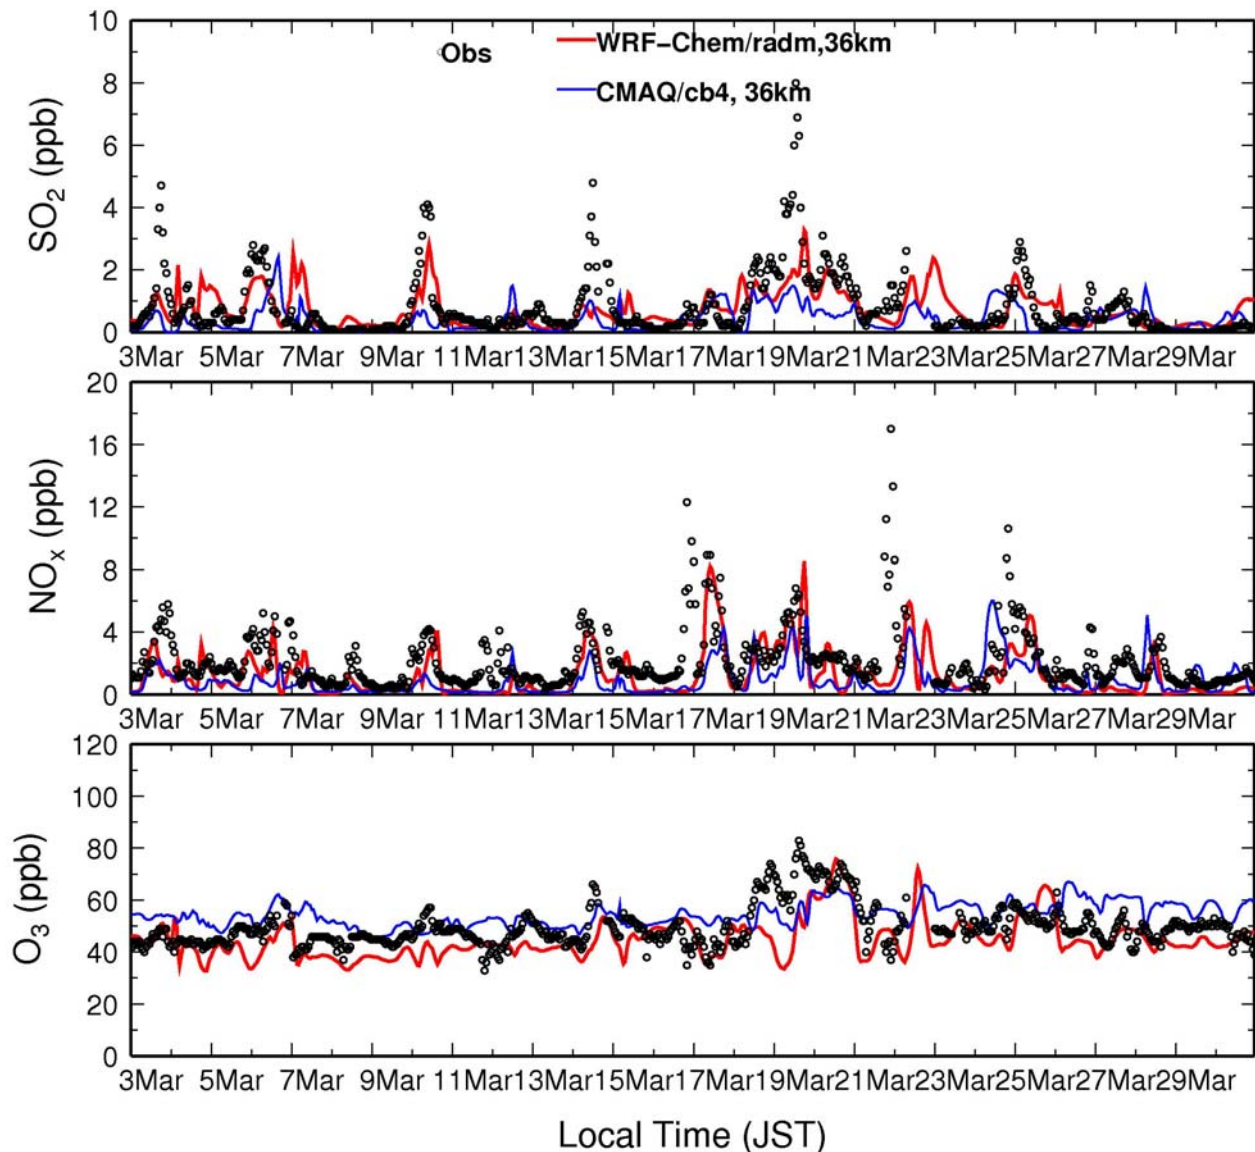 10
Obs
WRF-Chem/radm,36km
8
CMAQ/cb4, 36km
6
4
2
0
SO2 (ppb)
3Mar 5Mar 7Mar 9Mar 11Mar13Mar15Mar17Mar19Mar21Mar23Mar25Mar27Mar29Mar
20
16
12
8
4
0
NOx (ppb)
3Mar 5Mar 7Mar 9Mar 11Mar13Mar15Mar17Mar19Mar21Mar23Mar25Mar27Mar29Mar
120
100
80
60
40
20
0
O3 (ppb)
3Mar 5Mar 7Mar 9Mar 11Mar13Mar15Mar17Mar19Mar21Mar23Mar25Mar27Mar29Mar
Local Time (JST)